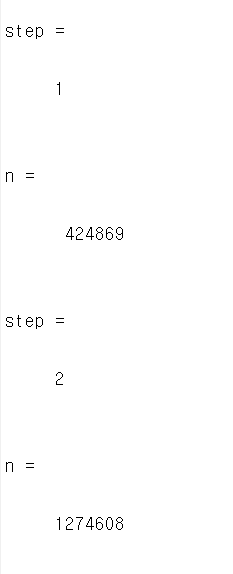 step =
1
n =
424869
step =
2
n =
1274608